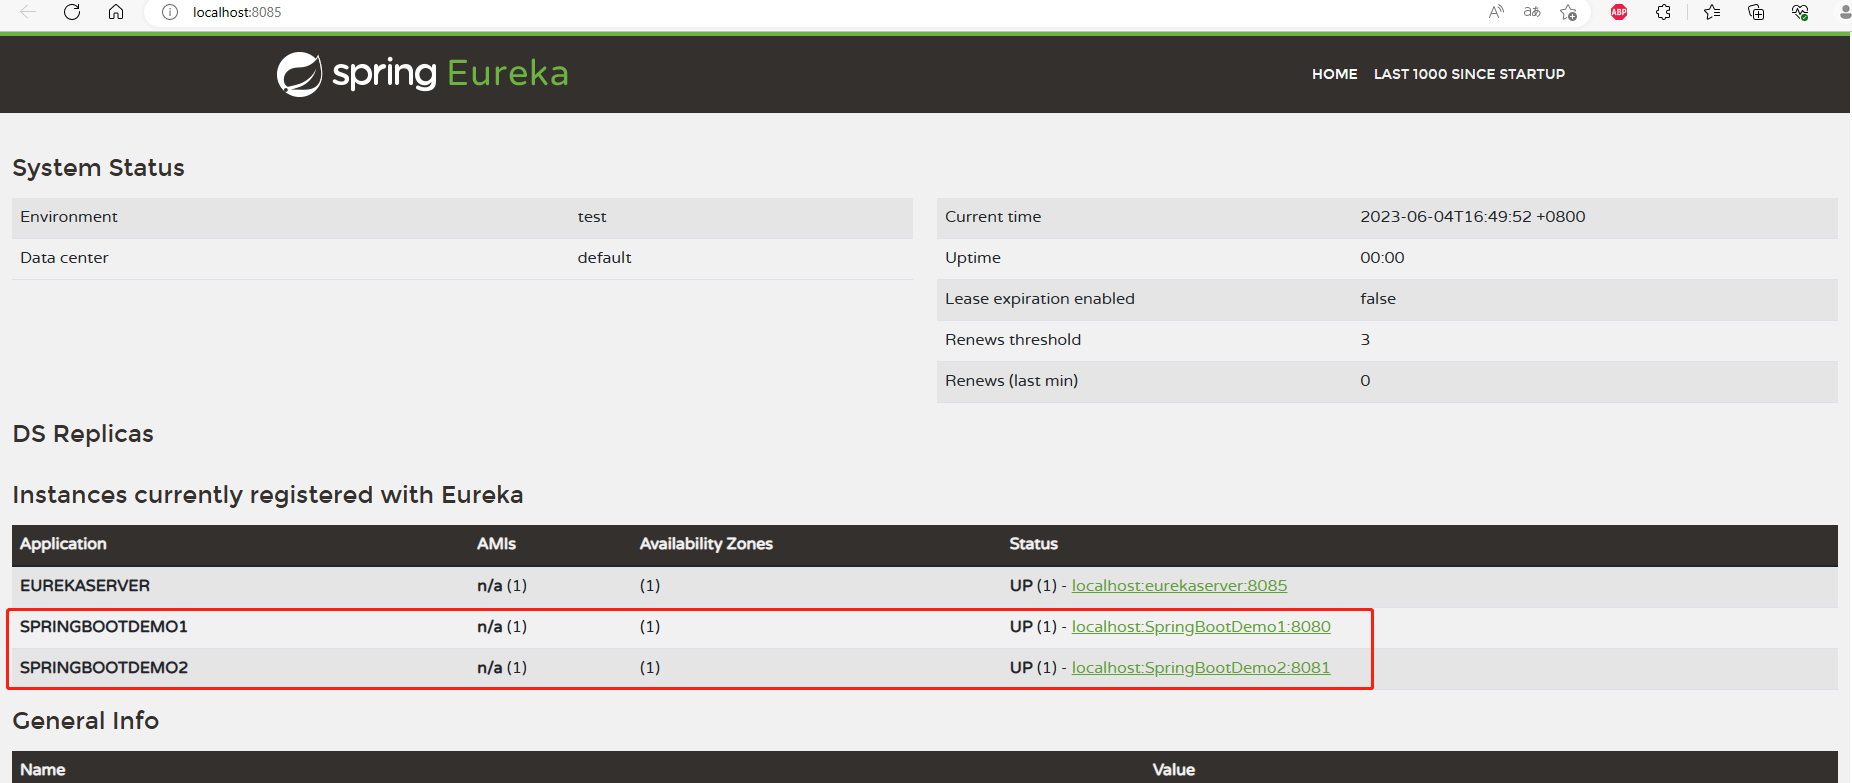 localhost:8085
ABP
spring Eureka
HOME LAST 1000 SINCE STARTUP
System Status
Environment test
Data center default
Current time 2023-06-04T16:49:52 +0800
Uptime 00:00
Lease expiration enabled false
Renews threshold 3
Renews (last min) 0
DS Replicas
Instances currently registered with Eureka
Application AMIs Availability Zones Status
EUREKASERVER n/a (1) (1) UP (1) - localhost:eurekaserver:8085
SPRINGBOOTDEMO1 n/a (1) (1) UP (1) - localhost:SpringBootDemo1:8080
SPRINGBOOTDEMO2 n/a (1) (1) UP (1) - localhost:SpringBootDemo2:8081
General Info
Name Value